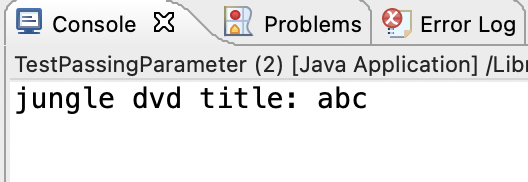 Console Problems Error Log
TestPassingParameter (2) [Java Application] /Libr
jungle dvd title: abc